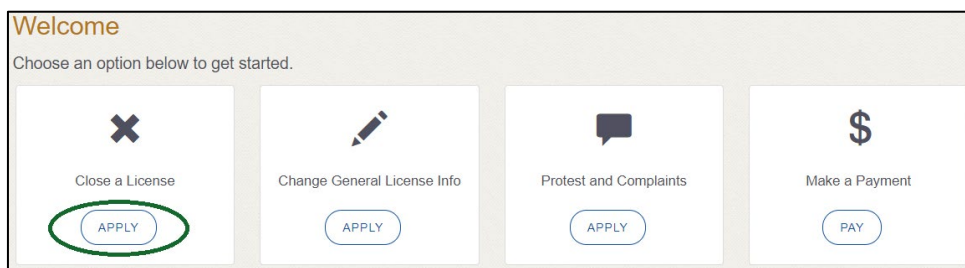 Welcome
Choose an option below to get started.
Close a License
Change General License Info
Protest and Complaints
$
Make a Payment
APPLY
APPLY
APPLY
PAY